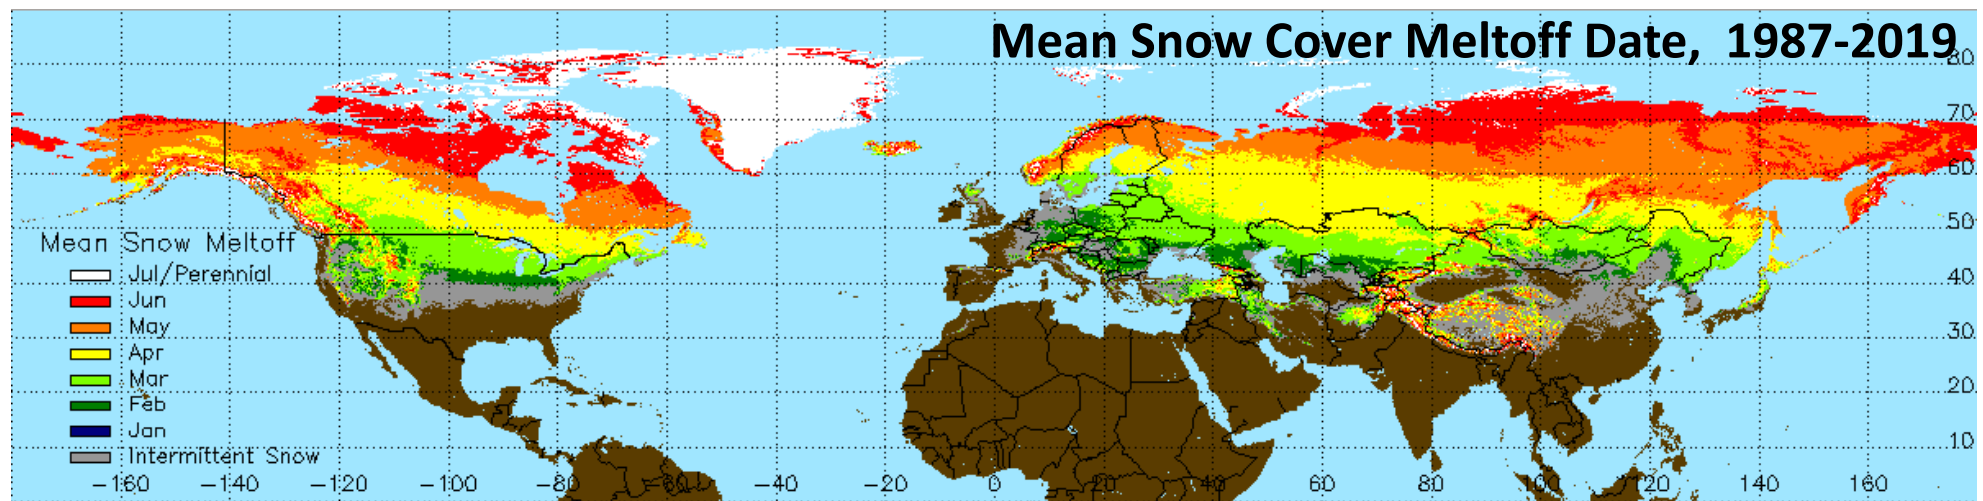 Mean Snow Cover Meltoff Date, 1987-2019
80
70
60
50
Mean Snow Meltoff
Jul/Perennial
40
Jun
May
30
Apr
Mar
20
Feb
Jan
10
Intermittent Snow
-160 -140 -120 -100 -80 -60 -40 -20 0 20 40 60 80 100 120 140 160